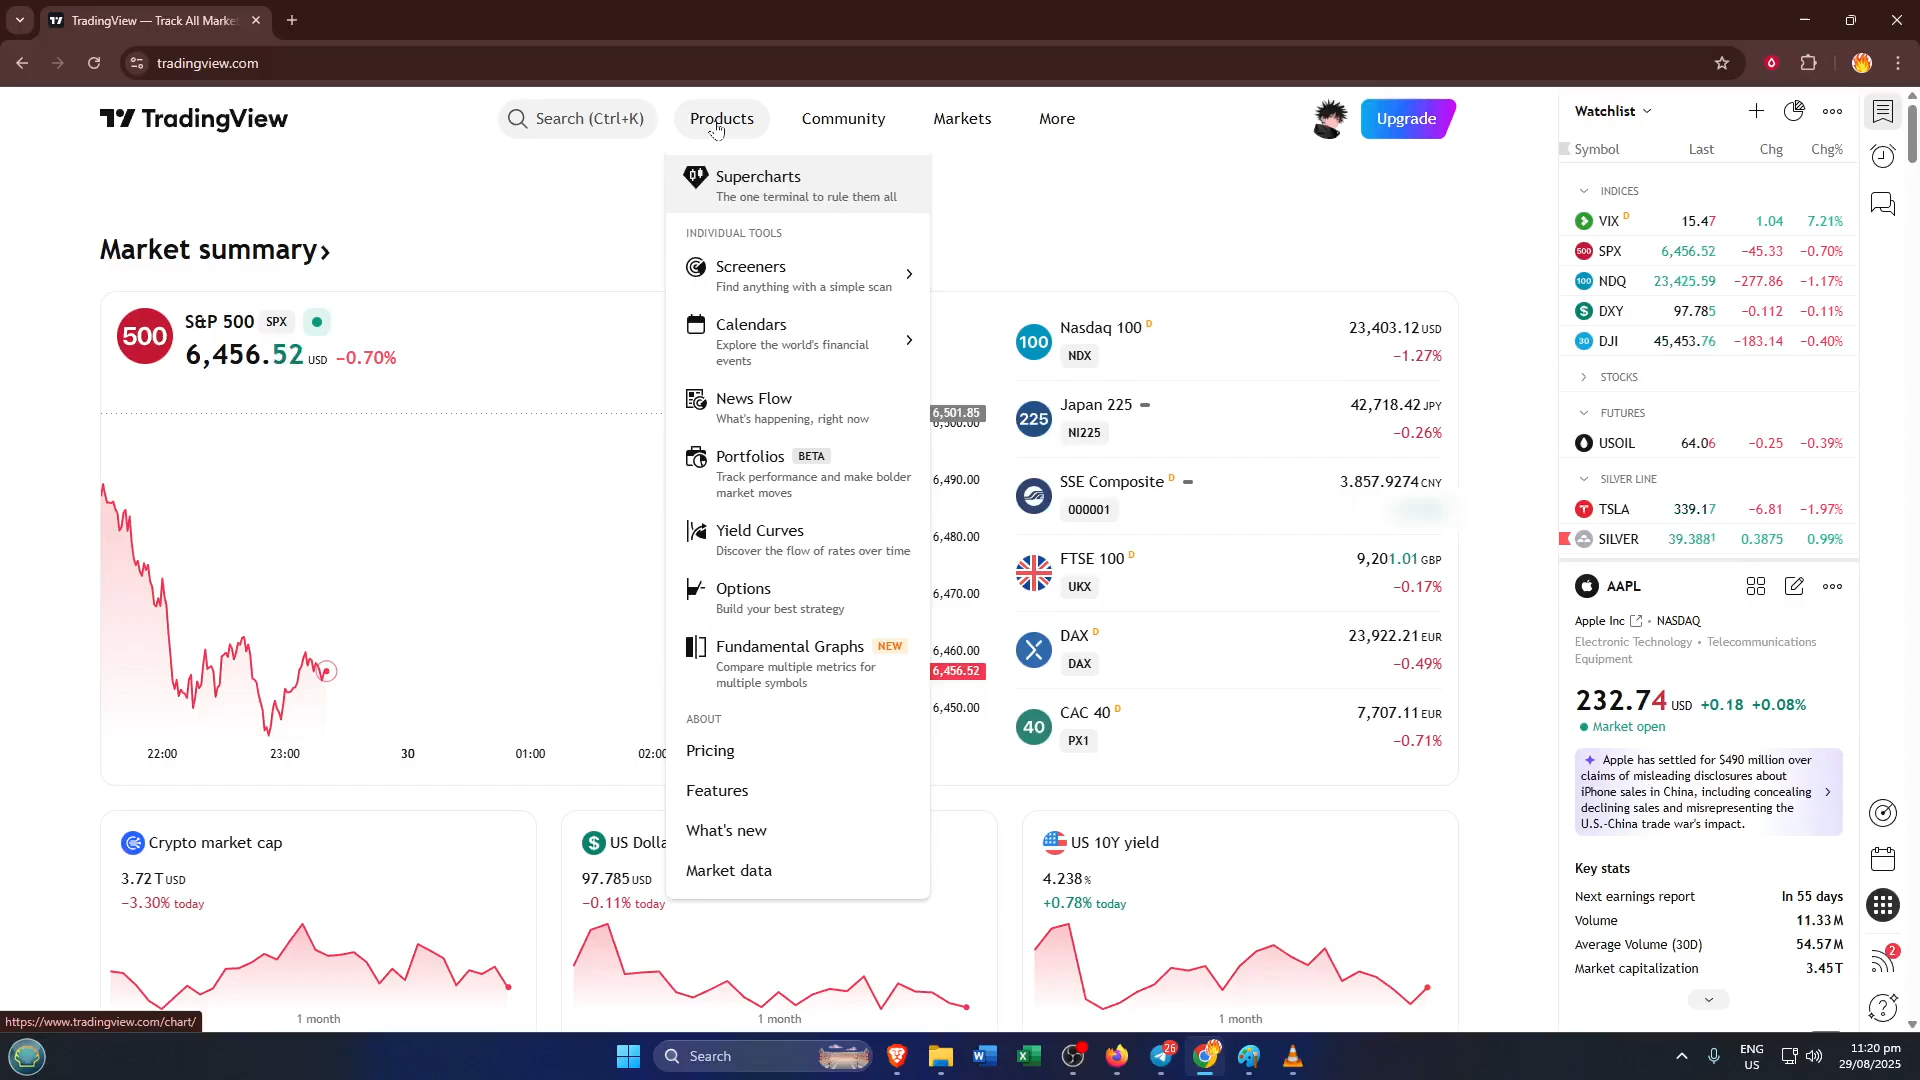 TradingView — Track All Marke
tradingview.com
TradingView
Search (Ctrl+K)
Products
Community
Markets
More
Upgrade
Supercharts
The one terminal to rule them all
INDIVIDUAL TOOLS
Screeners
Find anything with a simple scan
Calendars
Explore the world's financial
events
News Flow
What's happening, right now
Portfolios BETA
Track performance and make bolder
market moves
Yield Curves
Discover the flow of rates over time
Options
Build your best strategy
Fundamental Graphs NEW
Compare multiple metrics for
multiple symbols
ABOUT
Pricing
Features
What's new
Market data
Market summary
500
S&P 500 SPX
6,456.52 USD −0.70%
6,501.85
6,500.00
6,490.00
6,480.00
6,470.00
6,460.00
6,456.52
6,450.00
22:00 23:00 30 01:00 02:00
100
Nasdaq 100 D 23,403.12 USD
NDX −1.27%
225
Japan 225 42,718.42 JPY
NI225 −0.26%
SSE Composite D 3.857.9274 CNY
000001
FTSE 100 D 9,201.01 GBP
UKX −0.17%
DAX D 23,922.21 EUR
DAX −0.49%
40
CAC 40 D 7,707.11 EUR
PX1 −0.71%
Crypto market cap
3.72 T USD
−3.30% today
1 month
US Dolla
97.785 USD
−0.11% today
1 month
US 10Y yield
4.238 %
+0.78% today
1 month
Watchlist
Symbol Last Chg Chg%
INDICES
VIX D 15.47 1.04 7.21%
500 SPX 6,456.52 −45.33 −0.70%
100 NDQ 23,425.59 −277.86 −1.17%
DXY 97.785 −0.112 −0.11%
30 DJI 45,453.76 −183.14 −0.40%
STOCKS
FUTURES
USOIL 64.06 −0.25 −0.39%
SILVER LINE
TSLA 339.17 −6.81 −1.97%
SILVER 39.388¹ 0.3875 0.99%
AAPL
Apple Inc • NASDAQ
Electronic Technology • Telecommunications
Equipment
232.74 USD +0.18 +0.08%
Market open
Apple has settled for $490 million over
claims of misleading disclosures about
iPhone sales in China, including concealing
declining sales and misrepresenting the
U.S.-China trade war's impact.
Key stats
Next earnings report In 55 days
Volume 11.33 M
Average Volume (30D) 54.57 M
Market capitalization 3.45 T
2
https://www.tradingview.com/chart/
Search
26
ENG
US
11:20 pm
29/08/2025